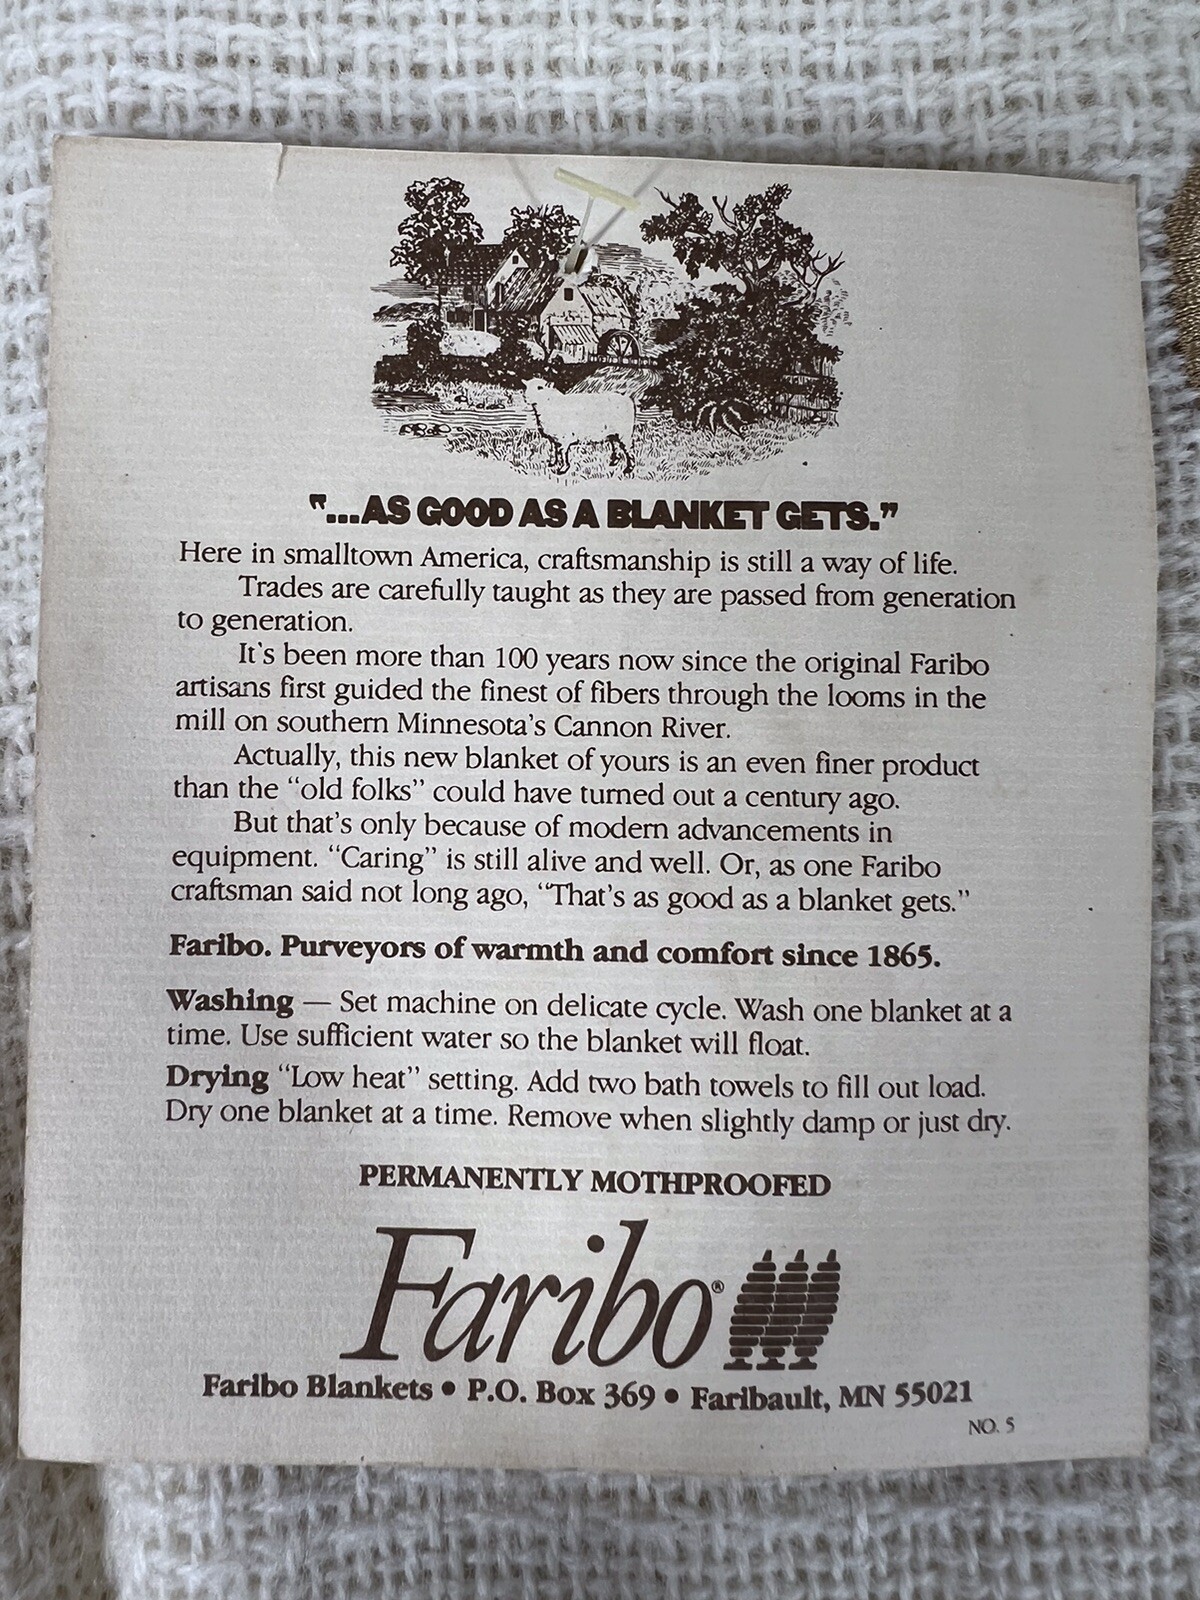 "...AS GOOD AS A BLANKET GETS."
Here in smalltown America, craftsmanship is still a way of life.
Trades are carefully taught as they are passed from generation
to generation.
It's been more than 100 years now since the original Faribo
artisans first guided the finest of fibers through the looms in the
mill on southern Minnesota's Cannon River.
Actually, this new blanket of yours is an even finer product
than the "old folks" could have turned out a century ago.
But that's only because of modern advancements in
equipment. "Caring" is still alive and well. Or, as one Faribo
craftsman said not long ago, "That's as good as a blanket gets."
Faribo. Purveyors of warmth and comfort since 1865.
Washing — Set machine on delicate cycle. Wash one blanket at a
time. Use sufficient water so the blanket will float.
Drying "Low heat" setting. Add two bath towels to fill out load.
Dry one blanket at a time. Remove when slightly damp or just dry.
PERMANENTLY MOTHPROOFED
Faribo®
Faribo Blankets • P.O. Box 369 • Faribault, MN 55021
NO. 5